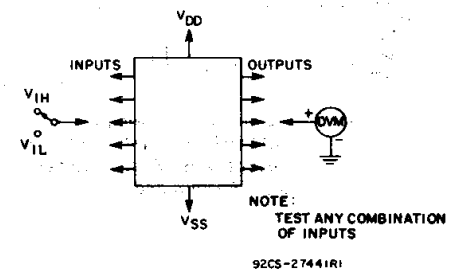 VDD
INPUTS
OUTPUTS
VIH
VIL
+
DVM
-
VSS
NOTE:
TEST ANY COMBINATION
OF INPUTS
92CS-27441R1